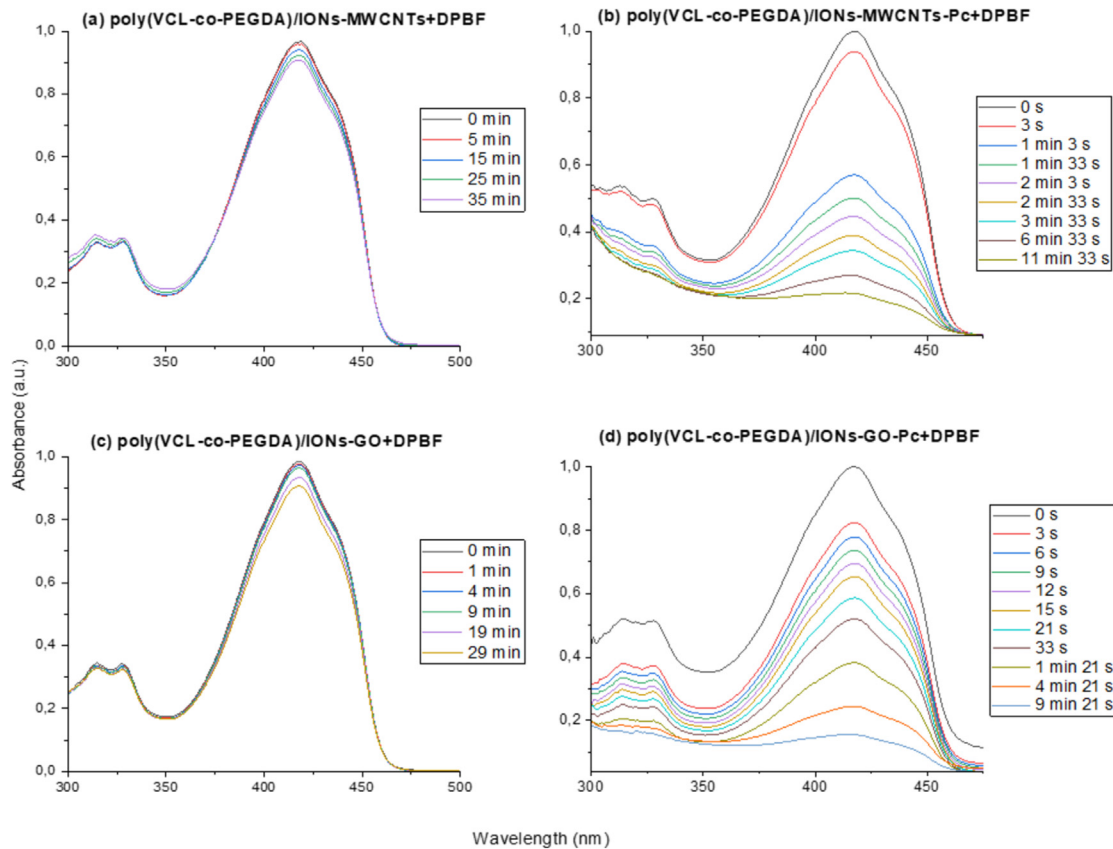 (a) poly(VCL-co-PEGDA)/IONs-MWCNTs+DPBF
1,0
0,8
0,6
0,4
0,2
0,0
300
350
400
450
500
0 min
5 min
15 min
25 min
35 min
(b) poly(VCL-co-PEGDA)/IONs-MWCNTs-Pc+DPBF
1,0
0,8
0,6
0,4
0,2
300
350
400
450
0 s
3 s
1 min 3 s
1 min 33 s
2 min 3 s
2 min 33 s
3 min 33 s
6 min 33 s
11 min 33 s
Absorbance (a.u.)
(c) poly(VCL-co-PEGDA)/IONs-GO+DPBF
1,0
0,8
0,6
0,4
0,2
0,0
300
350
400
450
500
0 min
1 min
4 min
9 min
19 min
29 min
(d) poly(VCL-co-PEGDA)/IONs-GO-Pc+DPBF
1,0
0,8
0,6
0,4
0,2
300
350
400
450
0 s
3 s
6 s
9 s
12 s
15 s
21 s
33 s
1 min 21 s
4 min 21 s
9 min 21 s
Wavelength (nm)